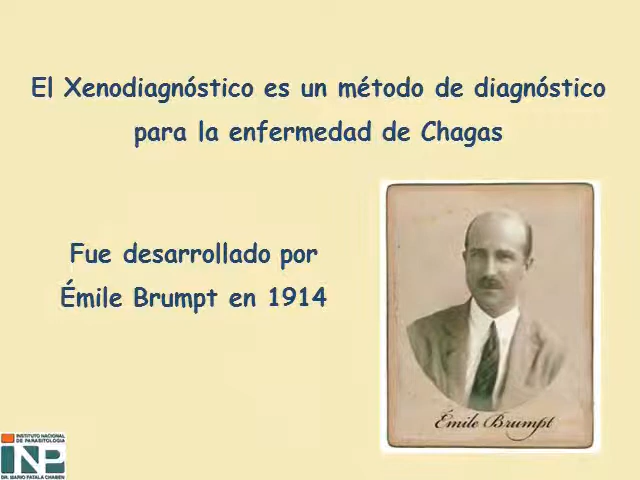 El Xenodiagnóstico es un método de diagnóstico
para la enfermedad de Chagas
Fue desarrollado por
Émile Brumpt en 1914
Émile Brumpt
INSTITUTO NACIONAL
DE PARASITOLOGIA
INP
DR. MARIO FATALA CHABEN